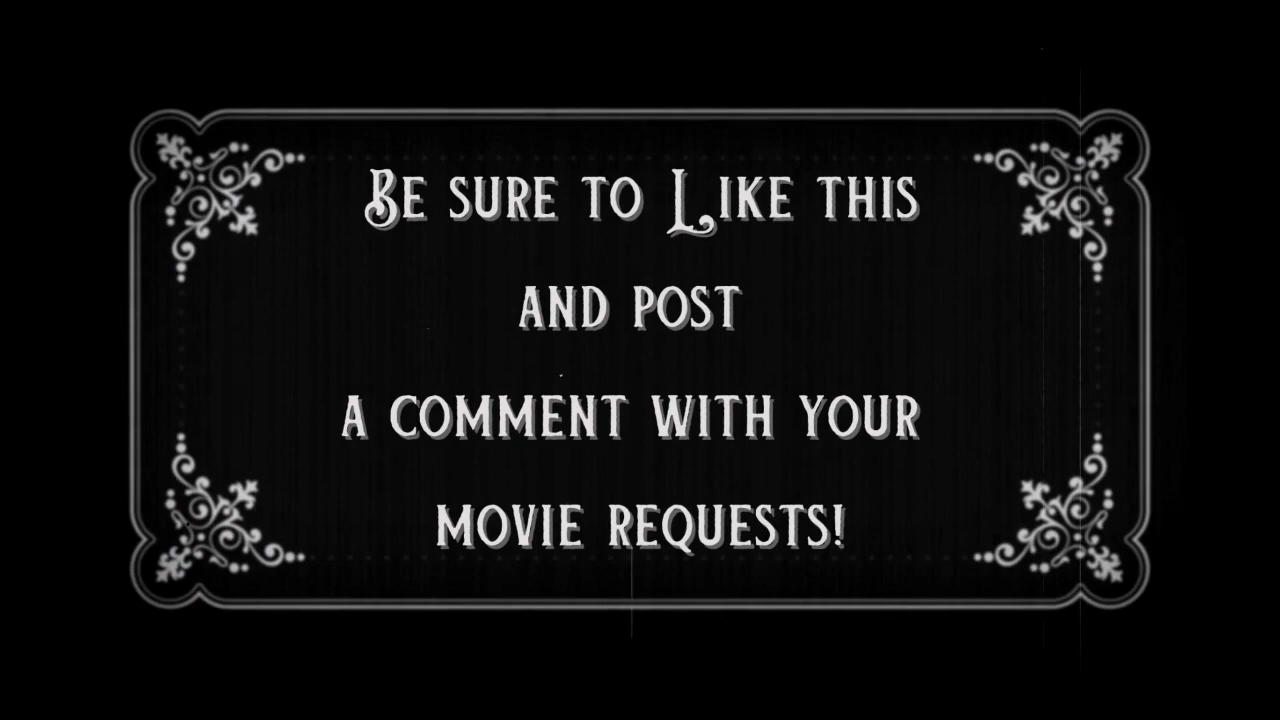 Be sure to Like this
and post
a comment with your
movie requests!